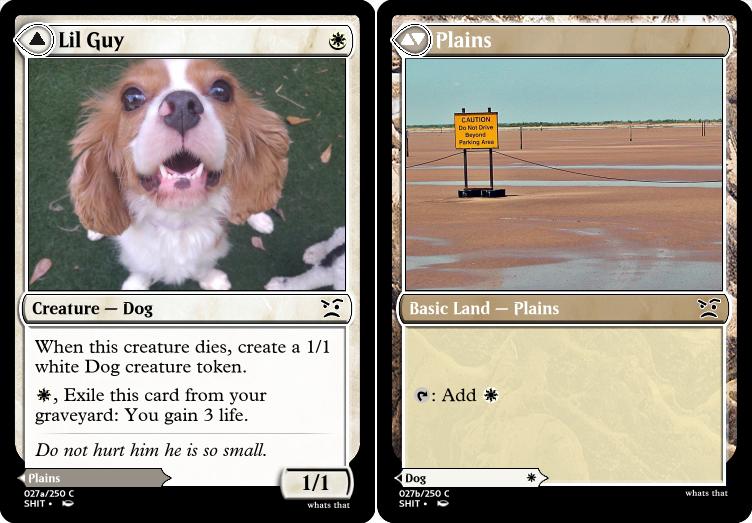 Lil Guy
Creature — Dog
When this creature dies, create a 1/1
white Dog creature token.
, Exile this card from your
graveyard: You gain 3 life.
Do not hurt him he is so small.
Plains
1/1
027a/250 C
SHIT •
whats that
Plains
CAUTION
Do Not Drive
Beyond
Parking Area
Basic Land — Plains
: Add
Dog
027b/250 C
SHIT •
whats that